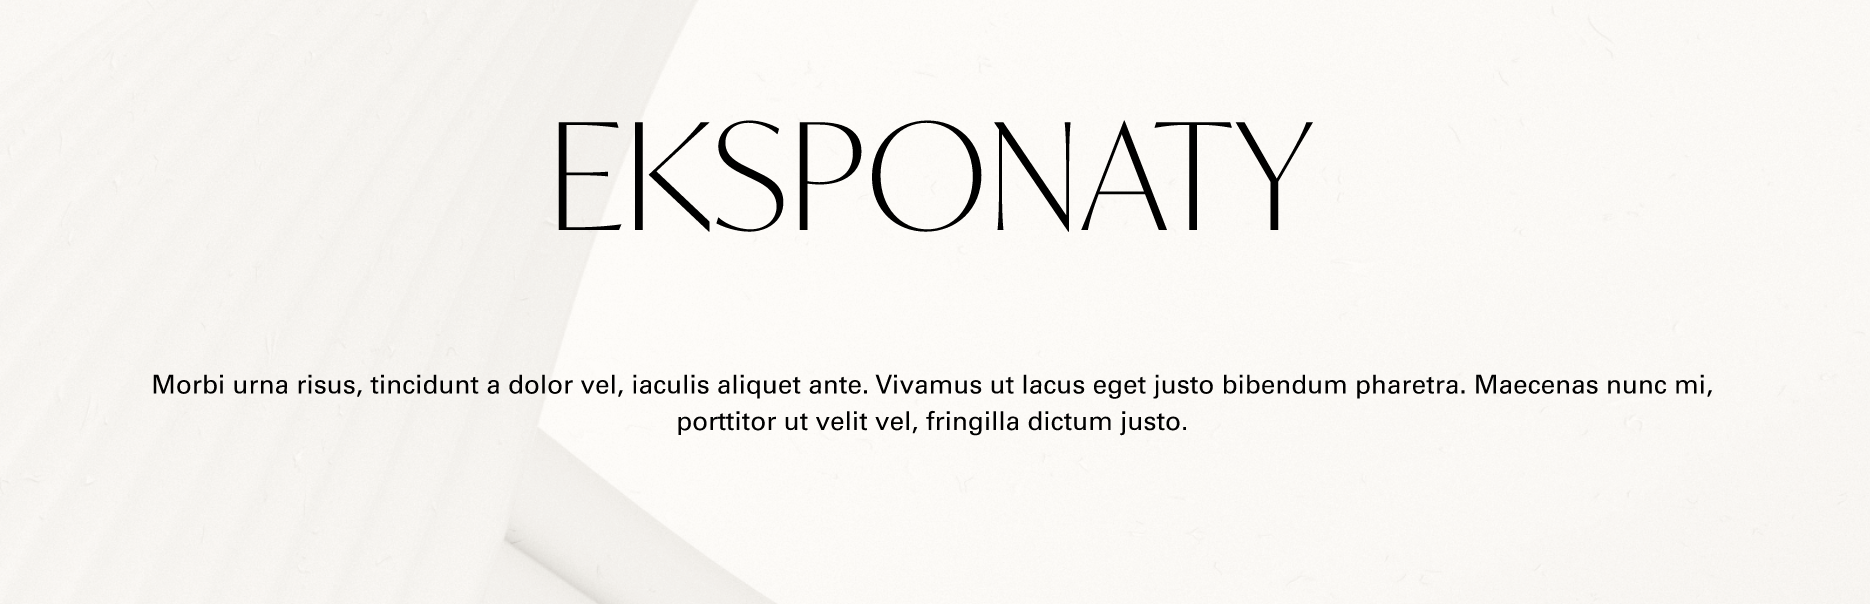 EKSPONATY
Morbi urna risus, tincidunt a dolor vel, iaculis aliquet ante. Vivamus ut lacus eget justo bibendum pharetra. Maecenas nunc mi,
porttitor ut velit vel, fringilla dictum justo.